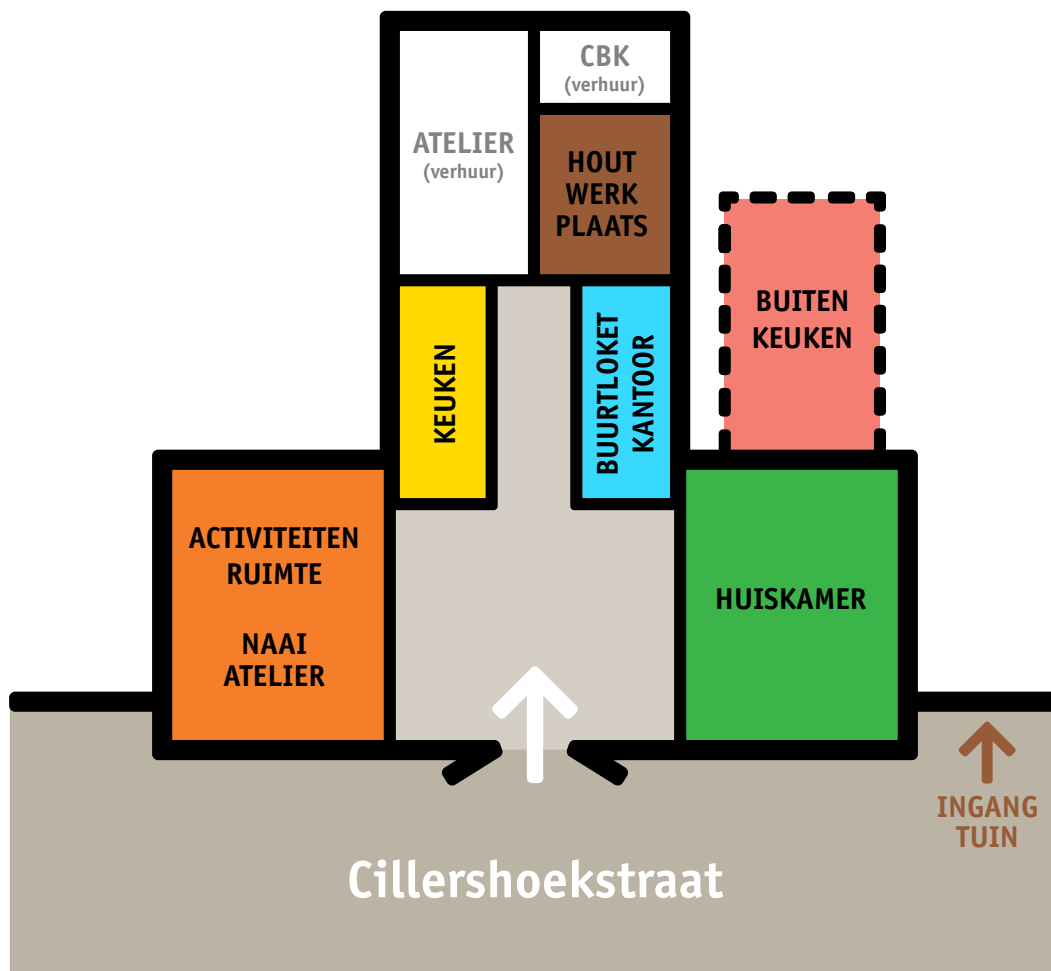 CBK
(verhuur)
ATELIER
(verhuur)
HOUT
WERK
PLAATS
BUITEN
KEUKEN
KEUKEN
BUURTLOKET
KANTOOR
ACTIVITEITEN
RUIMTE
NAAI
ATELIER
HUISKAMER
INGANG
TUIN
Cillershoekstraat